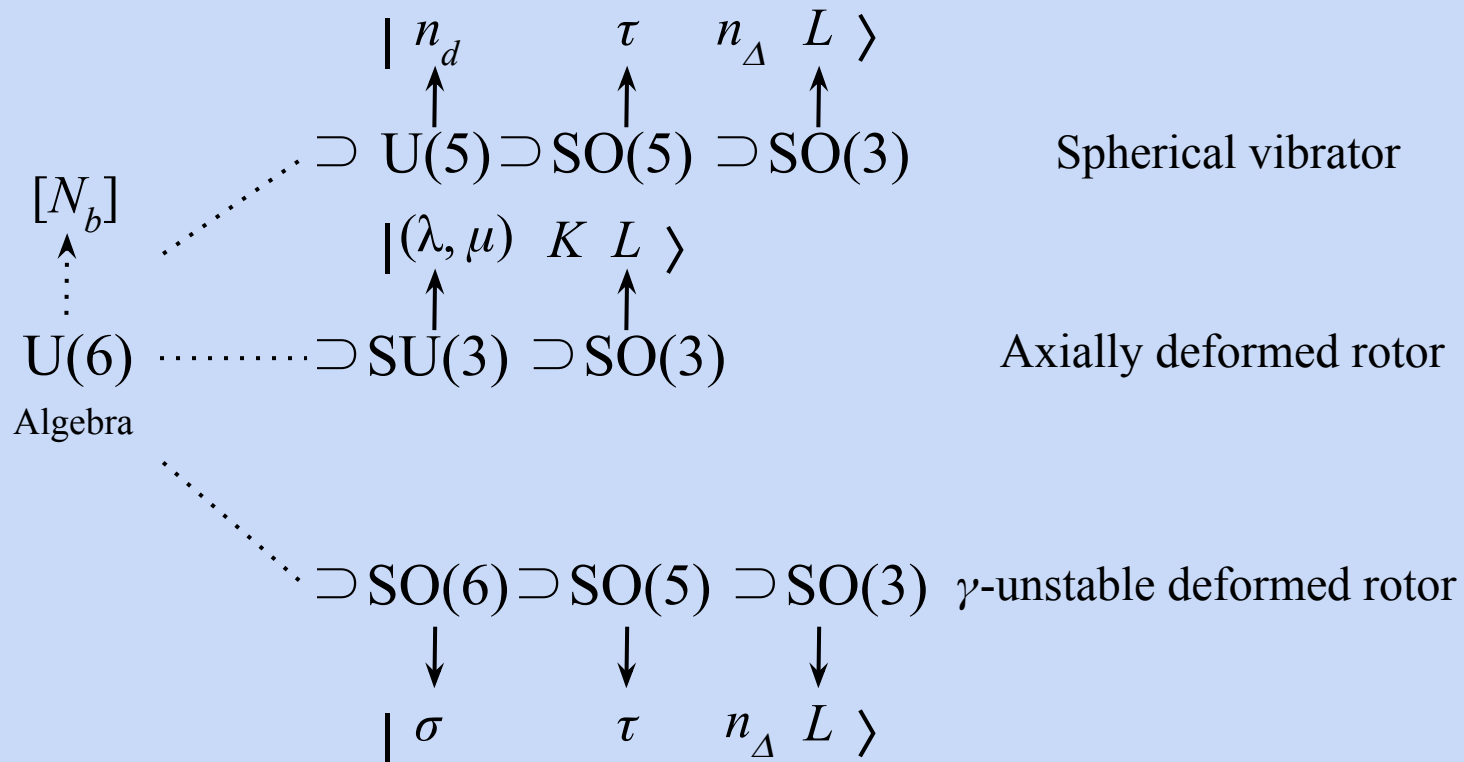 | n_d τ n_Δ L ⟩
⊃ U(5) ⊃ SO(5) ⊃ SO(3) Spherical vibrator
[N_b]
|(λ, μ) K L ⟩
U(6) ⊃ SU(3) ⊃ SO(3) Axially deformed rotor
Algebra
⊃ SO(6) ⊃ SO(5) ⊃ SO(3) γ-unstable deformed rotor
| σ τ n_Δ L ⟩